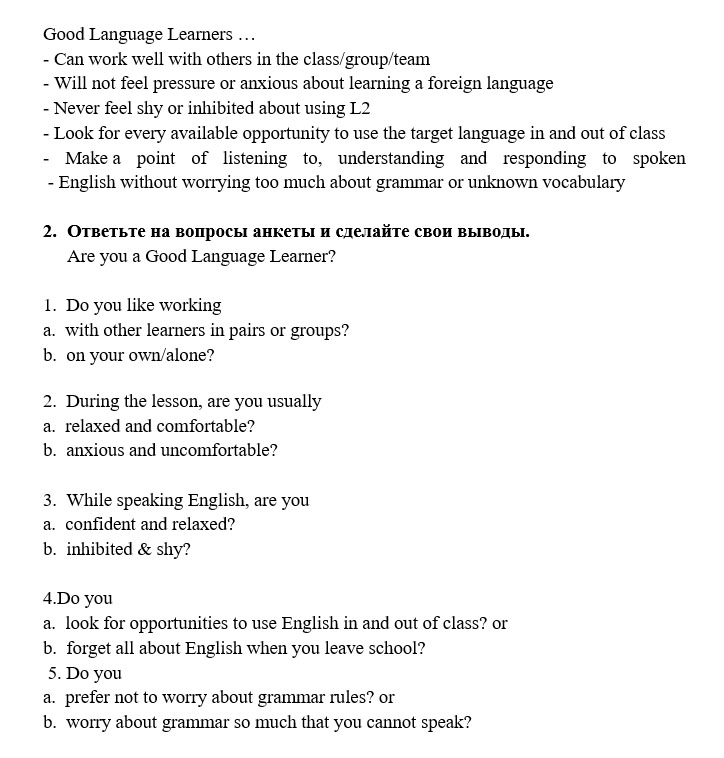 Good Language Learners …
- Can work well with others in the class/group/team
- Will not feel pressure or anxious about learning a foreign language
- Never feel shy or inhibited about using L2
- Look for every available opportunity to use the target language in and out of class
- Make a point of listening to, understanding and responding to spoken
- English without worrying too much about grammar or unknown vocabulary
2. Ответьте на вопросы анкеты и сделайте свои выводы.
Are you a Good Language Learner?
1. Do you like working
a. with other learners in pairs or groups?
b. on your own/alone?
2. During the lesson, are you usually
a. relaxed and comfortable?
b. anxious and uncomfortable?
3. While speaking English, are you
a. confident and relaxed?
b. inhibited & shy?
4.Do you
a. look for opportunities to use English in and out of class? or
b. forget all about English when you leave school?
5. Do you
a. prefer not to worry about grammar rules? or
b. worry about grammar so much that you cannot speak?